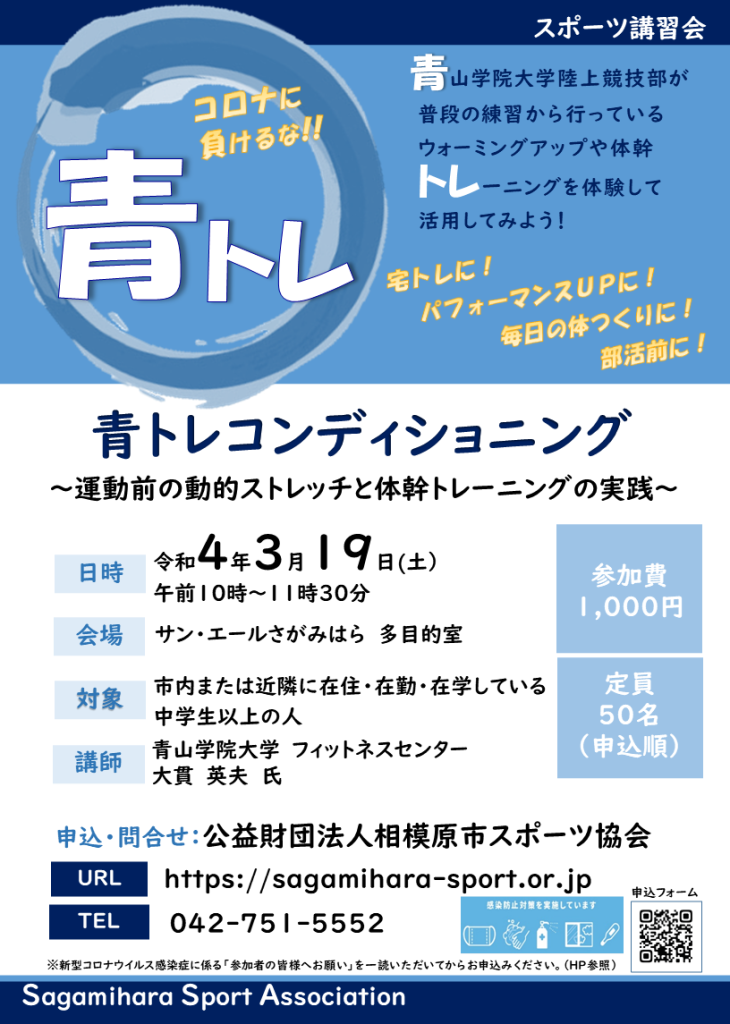 スポーツ講習会
コロナに
負けるな!!
青トレ
青山学院大学陸上競技部が
普段の練習から行っている
ウォーミングアップや体幹
トレーニングを体験して
活用してみよう!
宅トレに!
パフォーマンスUPに!
毎日の体つくりに!
部活前に!
青トレコンディショニング
～運動前の動的ストレッチと体幹トレーニングの実践～
日時
令和4年3月19日(土)
午前10時～11時30分
会場
サン・エールさがみはら 多目的室
対象
市内または近隣に在住・在勤・在学している
中学生以上の人
講師
青山学院大学 フィットネスセンター
大貫 英夫 氏
参加費
1,000円
定員
50名
(申込順)
申込・問合せ：公益財団法人相模原市スポーツ協会
URL
https://sagamihara-sport.or.jp
TEL
042-751-5552
感染防止対策を実施しています
申込フォーム
※新型コロナウイルス感染症に係る「参加者の皆様へお願い」を一読いただいてからお申込みください。(HP参照)
Sagamihara Sport Association